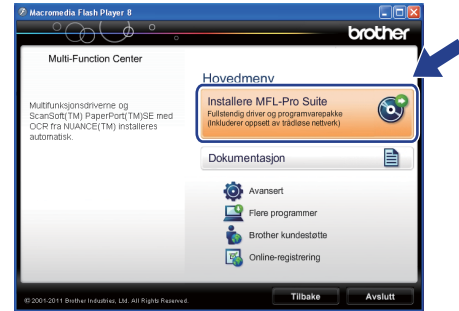 Macromedia Flash Player 8
brother
Multi-Function Center
Multifunksjonsdriverne og
ScanSoft(TM) PaperPort(TM)SE med
OCR fra NUANCE(TM) installeres
automatisk.
Hovedmeny
Installere MFL-Pro Suite
Fullstendig driver og programvarepakke
(Inkluderer oppsett av trådløse nettverk)
Dokumentasjon
Avansert
Flere programmer
Brother kundestøtte
Online-registrering
© 2001-2011 Brother Industries, Ltd. All Rights Reserved.
Tilbake
Avslutt